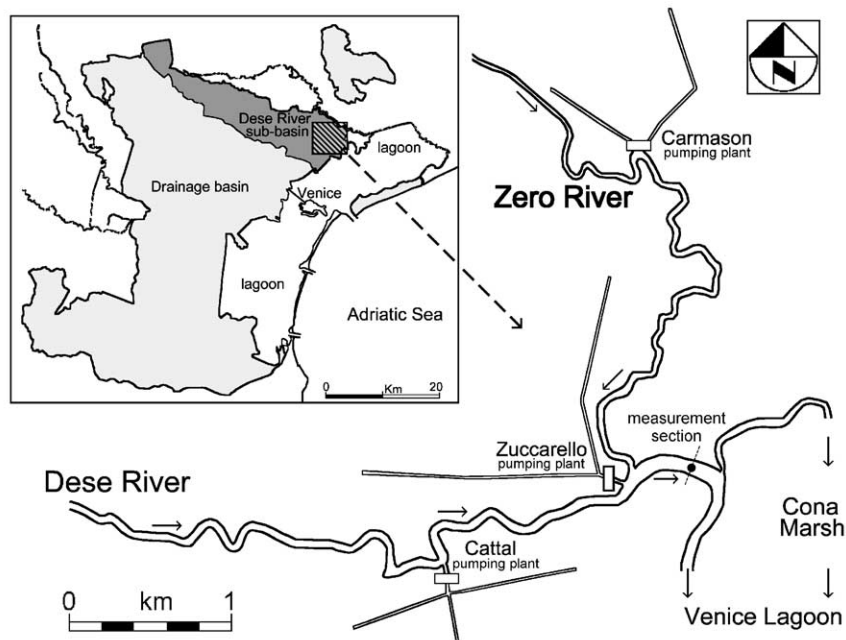 Dese River
sub-basin
lagoon
Drainage basin
Venice
lagoon
Adriatic Sea
0 Km 20
N
Carmason
pumping plant
Zero River
measurement
section
Zuccarello
pumping plant
Dese River
Cona
Marsh
Cattal
pumping plant
0 km 1
Venice Lagoon